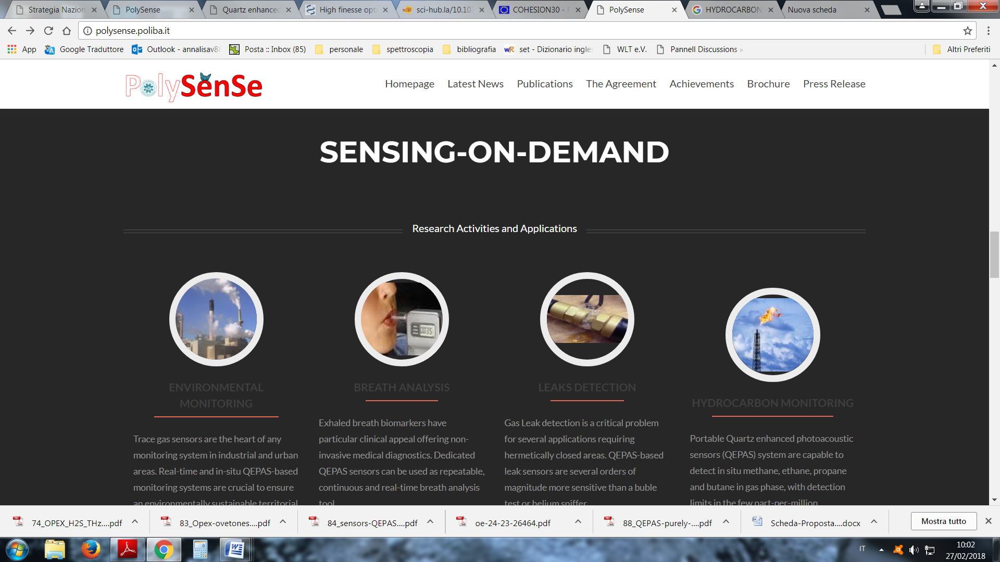 Strategia Nazion
PolySense
Quartz enhanced
High finesse opt
sci-hub.la/10.10
COHESION30 -
PolySense
HYDROCARBON
Nuova scheda
polysense.poliba.it
App
Google Traduttore
Outlook - annalisav88
Posta :: Inbox (85)
personale
spettroscopia
bibliografia
set - Dizionario ingles
WLT e.V.
Pannell Discussions »
Altri Preferiti
PolySenSe
Homepage
Latest News
Publications
The Agreement
Achievements
Brochure
Press Release
SENSING-ON-DEMAND
Research Activities and Applications
ENVIRONMENTAL
MONITORING
Trace gas sensors are the heart of any
monitoring system in industrial and urban
areas. Real-time and in-situ QEPAS-based
monitoring systems are crucial to ensure
an environmentally sustainable territorial
BREATH ANALYSIS
Exhaled breath biomarkers have
particular clinical appeal offering non-
invasive medical diagnostics. Dedicated
QEPAS sensors can be used as repeatable,
continuous and real-time breath analysis
tool
LEAKS DETECTION
Gas Leak detection is a critical problem
for several applications requiring
hermetically closed areas. QEPAS-based
leak sensors are several orders of
magnitude more sensitive than a buble
test or helium sniffer
HYDROCARBON MONITORING
Portable Quartz enhanced photoacoustic
sensors (QEPAS) system are capable to
detect in situ methane, ethane, propane
and butane in gas phase, with detection
limits in the few part-per-million
74_OPEX_H2S_THz....pdf
83_Opex-ovetones....pdf
84_sensors-QEPAS....pdf
oe-24-23-26464.pdf
88_QEPAS-purely-....pdf
Scheda-Proposta....docx
Mostra tutto
IT
10:02
27/02/2018